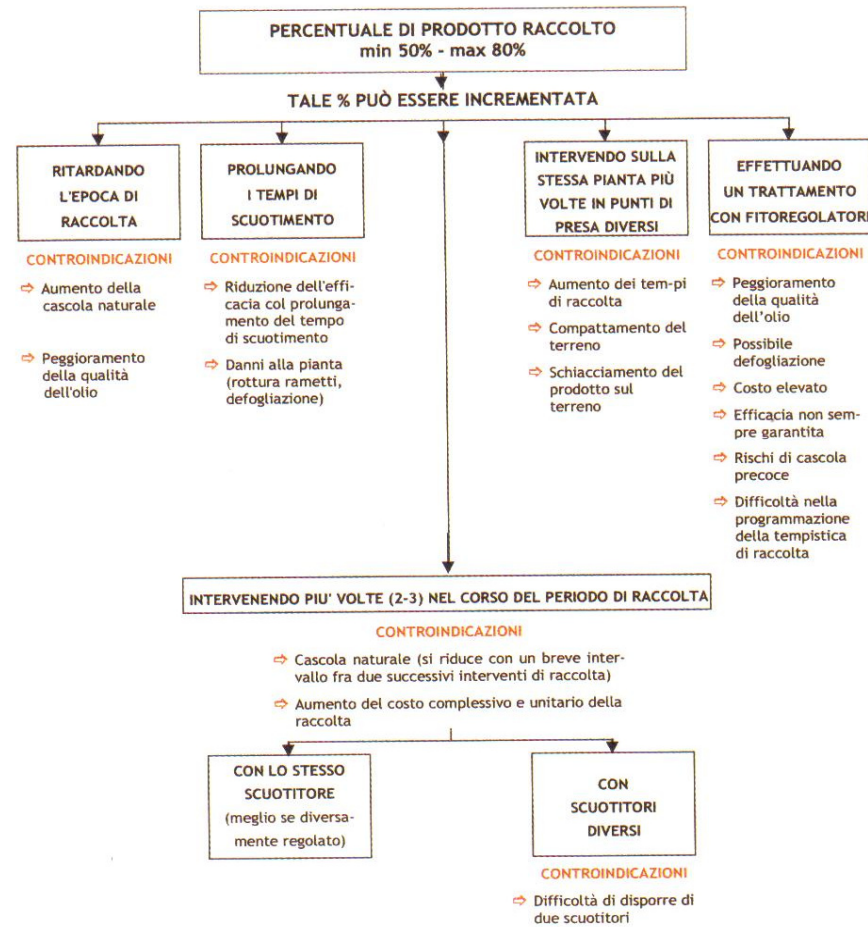 PERCENTUALE DI PRODOTTO RACCOLTO
min 50% - max 80%
TALE % PUÒ ESSERE INCREMENTATA
RITARDANDO
L'EPOCA DI
RACCOLTA
CONTROINDICAZIONI
⇨ Aumento della
cascola naturale
⇨ Peggioramento
della qualità
dell'olio
PROLUNGANDO
I TEMPI DI
SCUOTIMENTO
CONTROINDICAZIONI
⇨ Riduzione dell'effi-
cacia col prolunga-
mento del tempo
di scuotimento
⇨ Danni alla pianta
(rottura rametti,
defogliazione)
INTERVENDO SULLA
STESSA PIANTA PIÙ
VOLTE IN PUNTI DI
PRESA DIVERSI
CONTROINDICAZIONI
⇨ Aumento dei tem-pi
di raccolta
⇨ Compattamento del
terreno
⇨ Schiacciamento del
prodotto sul
terreno
EFFETTUANDO
UN TRATTAMENTO
CON FITOREGOLATORI
CONTROINDICAZIONI
⇨ Peggioramento
della qualità
dell'olio
⇨ Possibile
defogliazione
⇨ Costo elevato
⇨ Efficacia non sem-
pre garantita
⇨ Rischi di cascola
precoce
⇨ Difficoltà nella
programmazione
della tempistica
di raccolta
INTERVENENDO PIU' VOLTE (2-3) NEL CORSO DEL PERIODO DI RACCOLTA
CONTROINDICAZIONI
⇨ Cascola naturale (si riduce con un breve inter-
vallo fra due successivi interventi di raccolta)
⇨ Aumento del costo complessivo e unitario della
raccolta
CON LO STESSO
SCUOTITORE
(meglio se diversa-
mente regolato)
CON
SCUOTITORI
DIVERSI
CONTROINDICAZIONI
⇨ Difficoltà di disporre di
due scuotitori